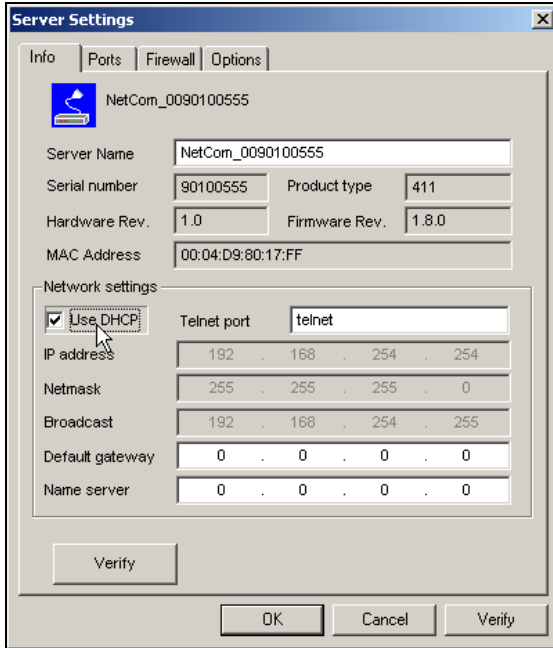 Server Settings
Info Ports Firewall Options
NetCom_0090100555
Server Name NetCom_0090100555
Serial number 90100555 Product type 411
Hardware Rev. 1.0 Firmware Rev. 1.8.0
MAC Address 00:04:D9:80:17:FF
Network settings
Use DHCP Telnet port telnet
IP address 192 . 168 . 254 . 254
Netmask 255 . 255 . 255 . 0
Broadcast 192 . 168 . 254 . 255
Default gateway 0 . 0 . 0 . 0
Name server 0 . 0 . 0 . 0
Verify
OK Cancel Verify